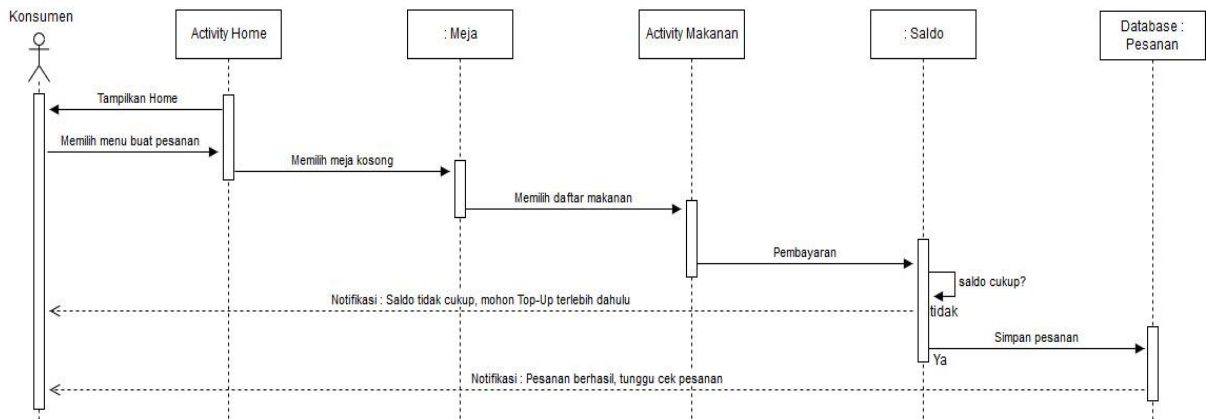 Konsumen
Activity Home
: Meja
Activity Makanan
: Saldo
Database :
Pesanan
Tampilkan Home
Memilih menu buat pesanan
Memilih meja kosong
Memilih daftar makanan
Pembayaran
saldo cukup?
Notifikasi : Saldo tidak cukup, mohon Top-Up terlebih dahulu
tidak
Simpan pesanan
Ya
Notifikasi : Pesanan berhasil, tunggu cek pesanan